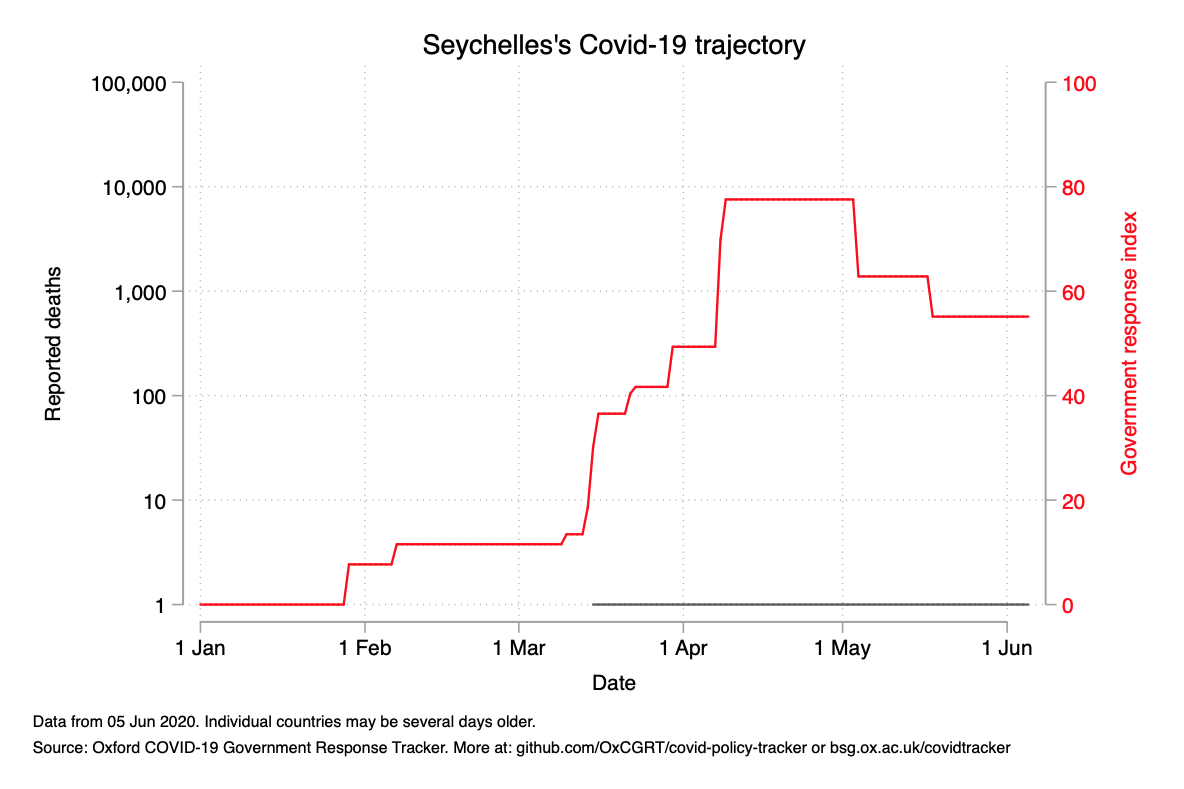 Seychelles's Covid-19 trajectory
100,000
10,000
1,000
100
10
1
Reported deaths
100
80
60
40
20
0
Government response index
1 Jan 1 Feb 1 Mar 1 Apr 1 May 1 Jun
Date
Data from 05 Jun 2020. Individual countries may be several days older.
Source: Oxford COVID-19 Government Response Tracker. More at: github.com/OxCGRT/covid-policy-tracker or bsg.ox.ac.uk/covidtracker